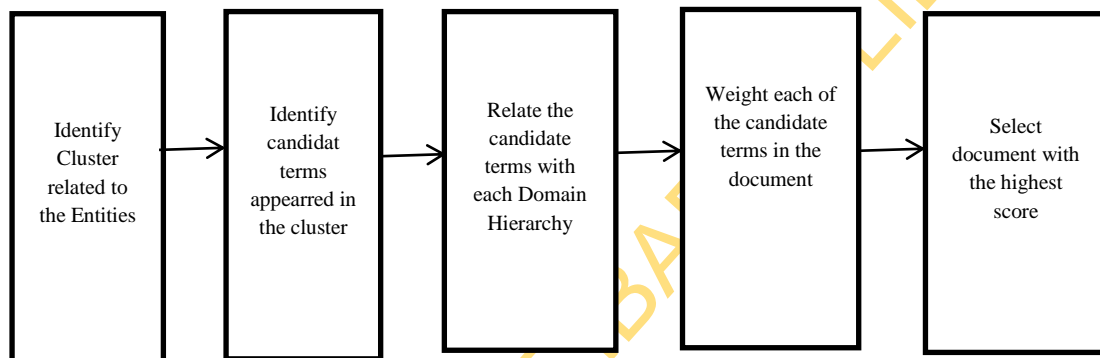 Identify
Cluster
related to
the Entities
Identify
candidat
terms
appearred in
the cluster
Relate the
candidate
terms with
each Domain
Hierarchy
Weight each of
the candidate
terms in the
document
Select
document with
the highest
score